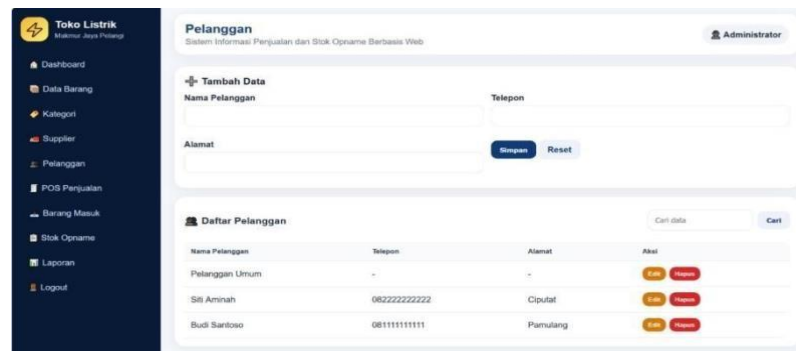 Toko Listrik
Makmur Jaya Pelangi
Dashboard
Data Barang
Kategori
Supplier
Pelanggan
POS Penjualan
Barang Masuk
Stok Opname
Laporan
Logout
Pelanggan
Sistem Informasi Penjualan dan Stok Opname Berbasis Web
Administrator
Tambah Data
Nama Pelanggan Telepon
Alamat
Simpan Reset
Daftar Pelanggan
Cari data Cari
Nama Pelanggan Telepon Alamat Aksi
Pelanggan Umum - - Edit Hapus
Siti Aminah 082222222222 Ciputat Edit Hapus
Budi Santoso 081111111111 Pamulang Edit Hapus